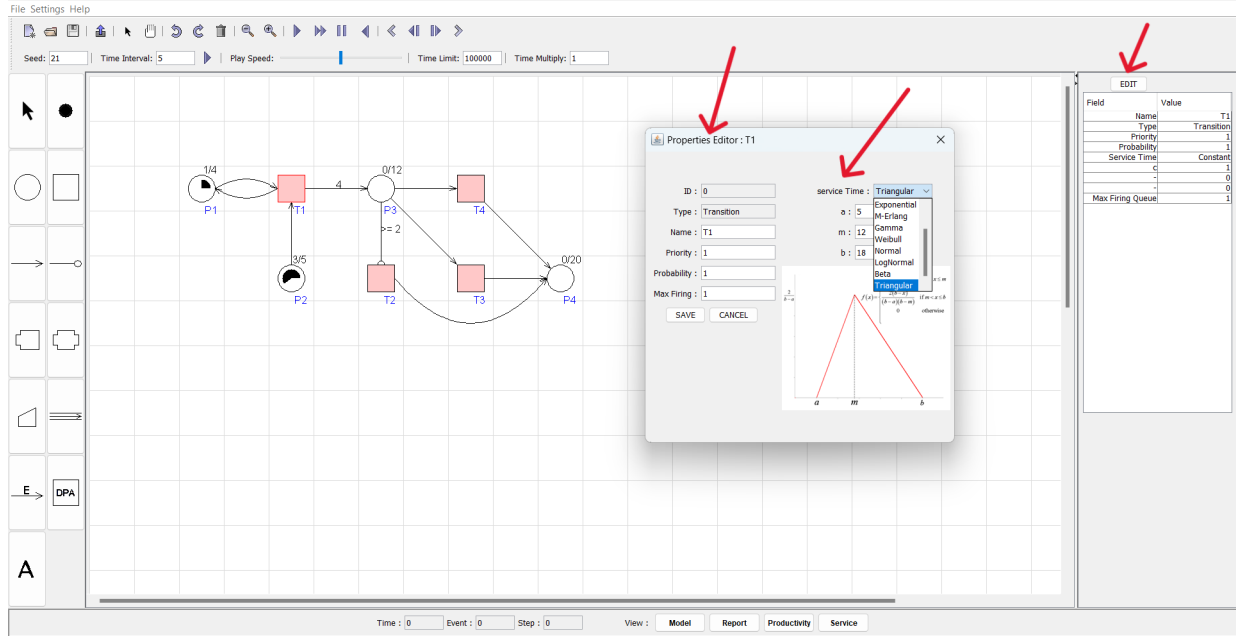 File Settings Help
Seed: 21 Time Interval: 5 Play Speed: Time Limit: 100000 Time Multiply: 1
EDIT
Field Value
Name T1
Type Transition
Priority 1
Probability 1
Service Time Constant
c 1
- 0
- 0
Max Firing Queue 1
1/4
P1
T1
4
0/12
P3
T4
>= 2
3/5
P2
T2
T3
0/20
P4
Properties Editor : T1
ID : 0
Type : Transition
Name : T1
Priority : 1
Probability : 1
Max Firing : 1
SAVE CANCEL
service Time : Triangular
a : 5
m : 12
b : 18
Exponential
M-Erlang
Gamma
Weibull
Normal
LogNormal
Beta
Triangular
2
b-a
x ≤ m
f(x)=
(b-a)(b-m) if m < x ≤ b
0 otherwise
a m b
E
DPA
A
Time : 0 Event : 0 Step : 0 View : Model Report Productivity Service